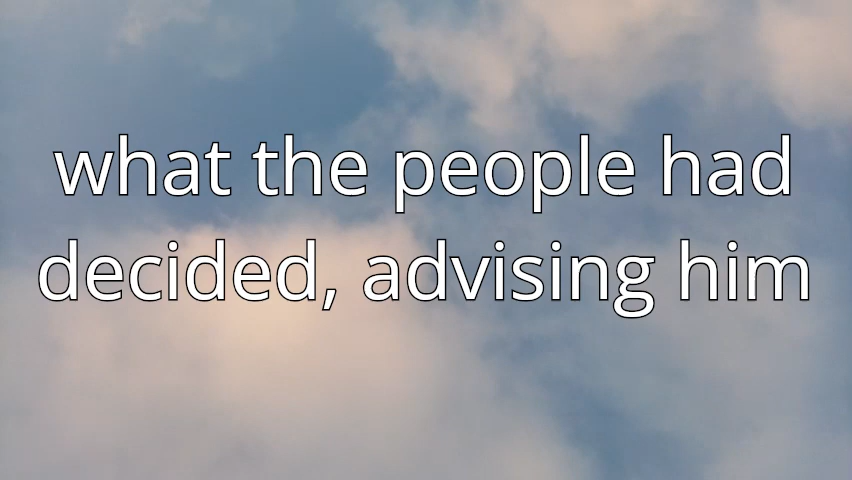 what the people had
decided, advising him